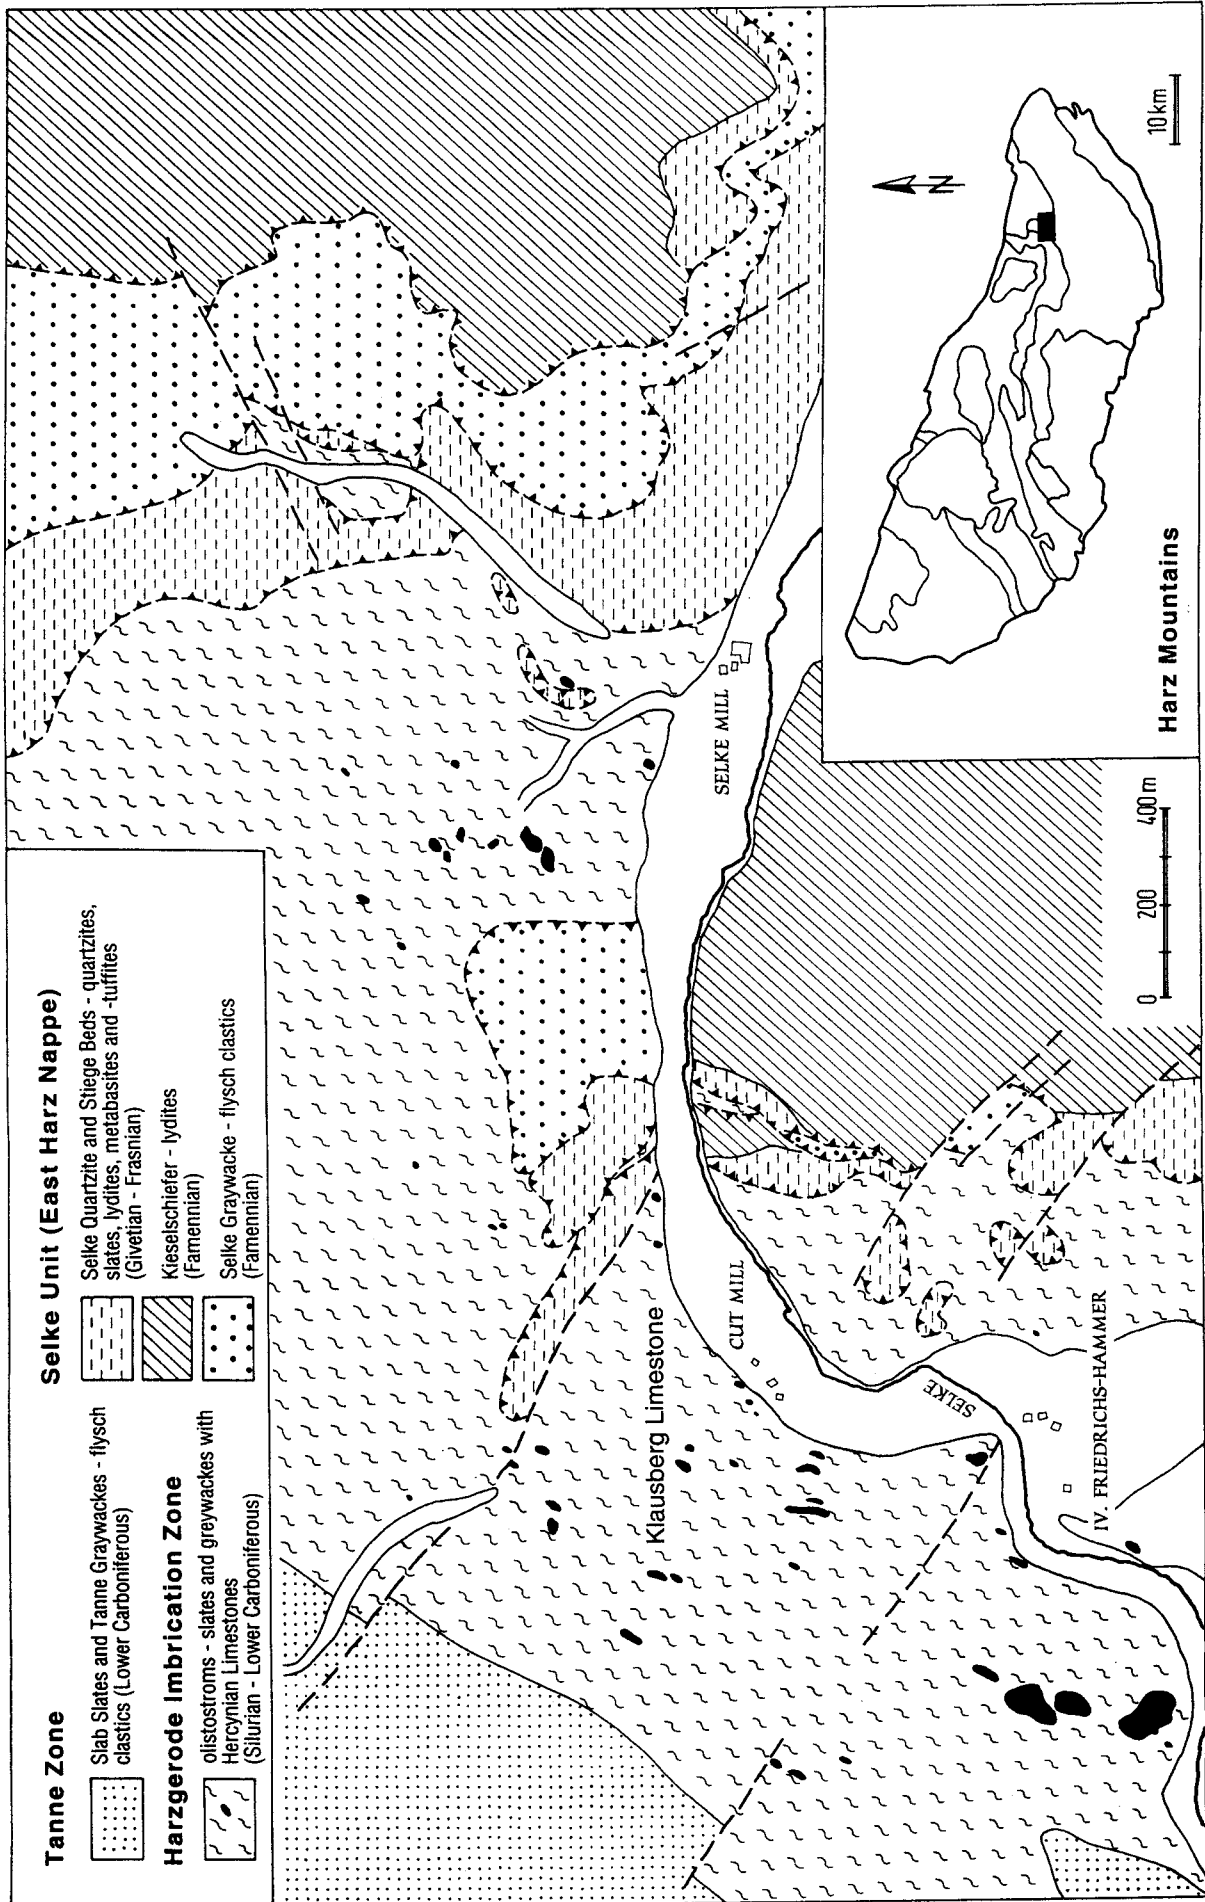 Tanne Zone
Slab Slates and Tanne Graywackes - flysch
clastics (Lower Carboniferous)
Harzgerode Imbrication Zone
olistostroms - slates and greywackes with
Hercynian Limestones
(Silurian - Lower Carboniferous)
Selke Unit (East Harz Nappe)
Selke Quartzite and Stiege Beds - quartzites,
slates, lydites, metabasites and -tuffites
(Givetian - Frasnian)
Kieselschiefer - lydites
(Famennian)
Selke Graywacke - flysch clastics
(Famennian)
Klausberg Limestone
CUT MILL
SELKE MILL
SELKE
IV. FRIEDRICHS-HAMMER
0 200 400 m
N
10 km
Harz Mountains